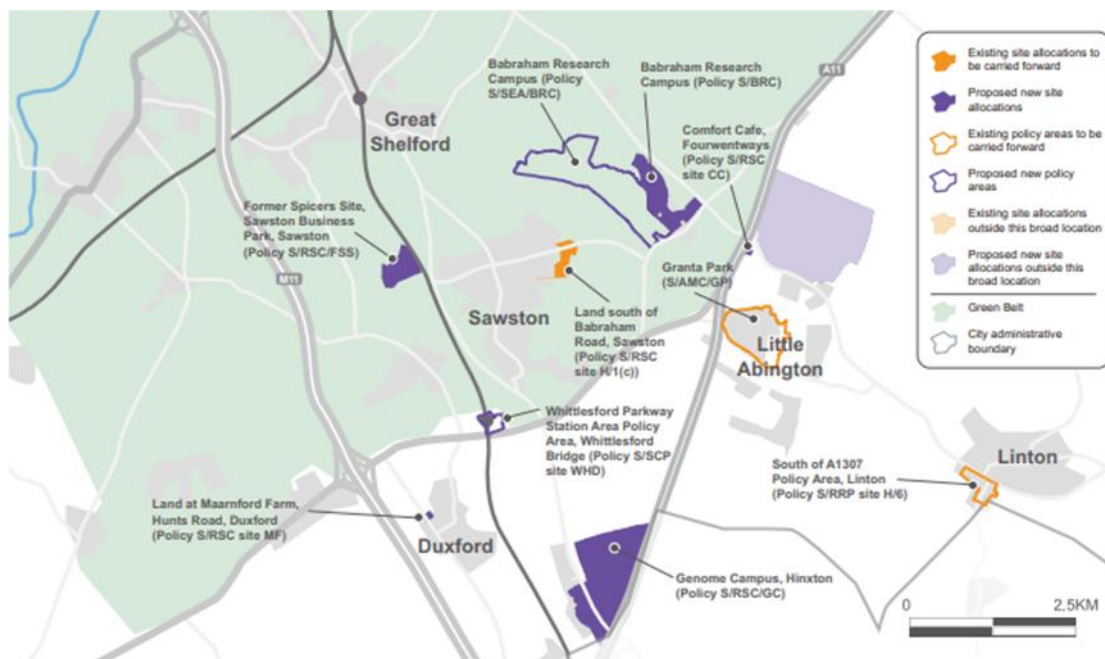 Babraham Research
Campus (Policy
S/SEA/BRC)
Babraham Research
Campus (Policy S/BRC)
A11
Great
Shelford
Comfort Cafe,
Fourwentways
(Policy S/RSC
site CC)
Former Spicers Site,
Sawston Business
Park, Sawston
(Policy S/RSC/FSS)
M11
Granta Park
(S/AMC/GP)
Sawston
Land south of
Babraham
Road, Sawston
(Policy S/RSC
site H/1(c))
Little
Abington
Whittlesford Parkway
Station Area Policy
Area, Whittlesford
Bridge (Policy S/SCP
site WHD)
Linton
South of A1307
Policy Area, Linton
(Policy S/RRP site H/6)
Land at Maarnford Farm,
Hunts Road, Duxford
(Policy S/RSC site MF)
Duxford
Genome Campus, Hinxton
(Policy S/RSC/GC)
Existing site allocations to
be carried forward
Proposed new site
allocations
Existing policy areas to be
carried forward
Proposed new policy
areas
Existing site allocations
outside this broad location
Proposed new site
allocations outside this
broad location
Green Belt
City administrative
boundary
0 2.5KM